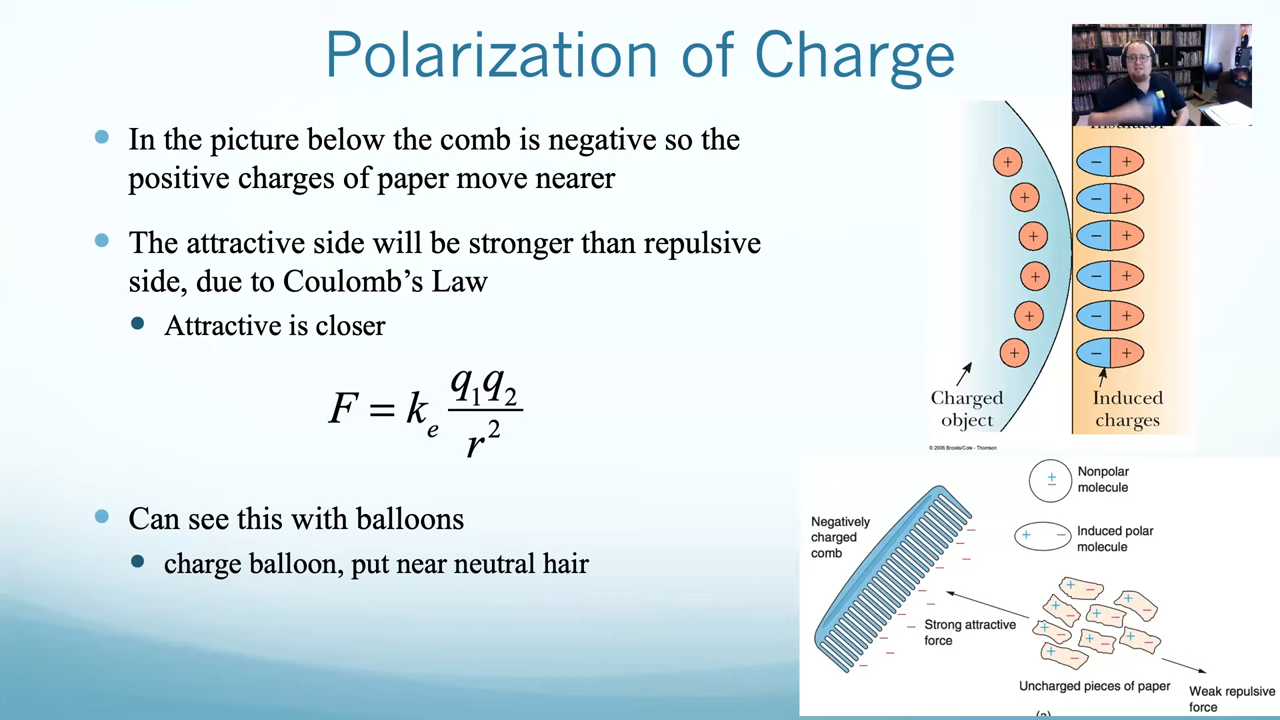 Polarization of Charge
In the picture below the comb is negative so the
positive charges of paper move nearer
The attractive side will be stronger than repulsive
side, due to Coulomb's Law
Attractive is closer
F = kₑ q₁q₂ / r²
Can see this with balloons
charge balloon, put near neutral hair
+ - +
+ - +
+ - +
+ - +
+ - +
+ - +
Charged
object
Induced
charges
© 2006 Brooks/Cole - Thomson
Nonpolar
molecule
Induced polar
molecule
Negatively
charged
comb
Strong attractive
force
Uncharged pieces of paper
Weak repulsive
force